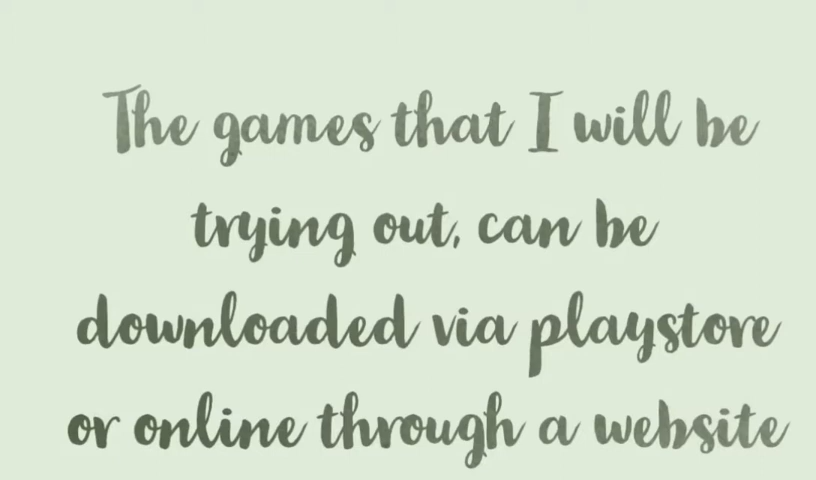 The games that I will be
trying out, can be
downloaded via playstore
or online through a website